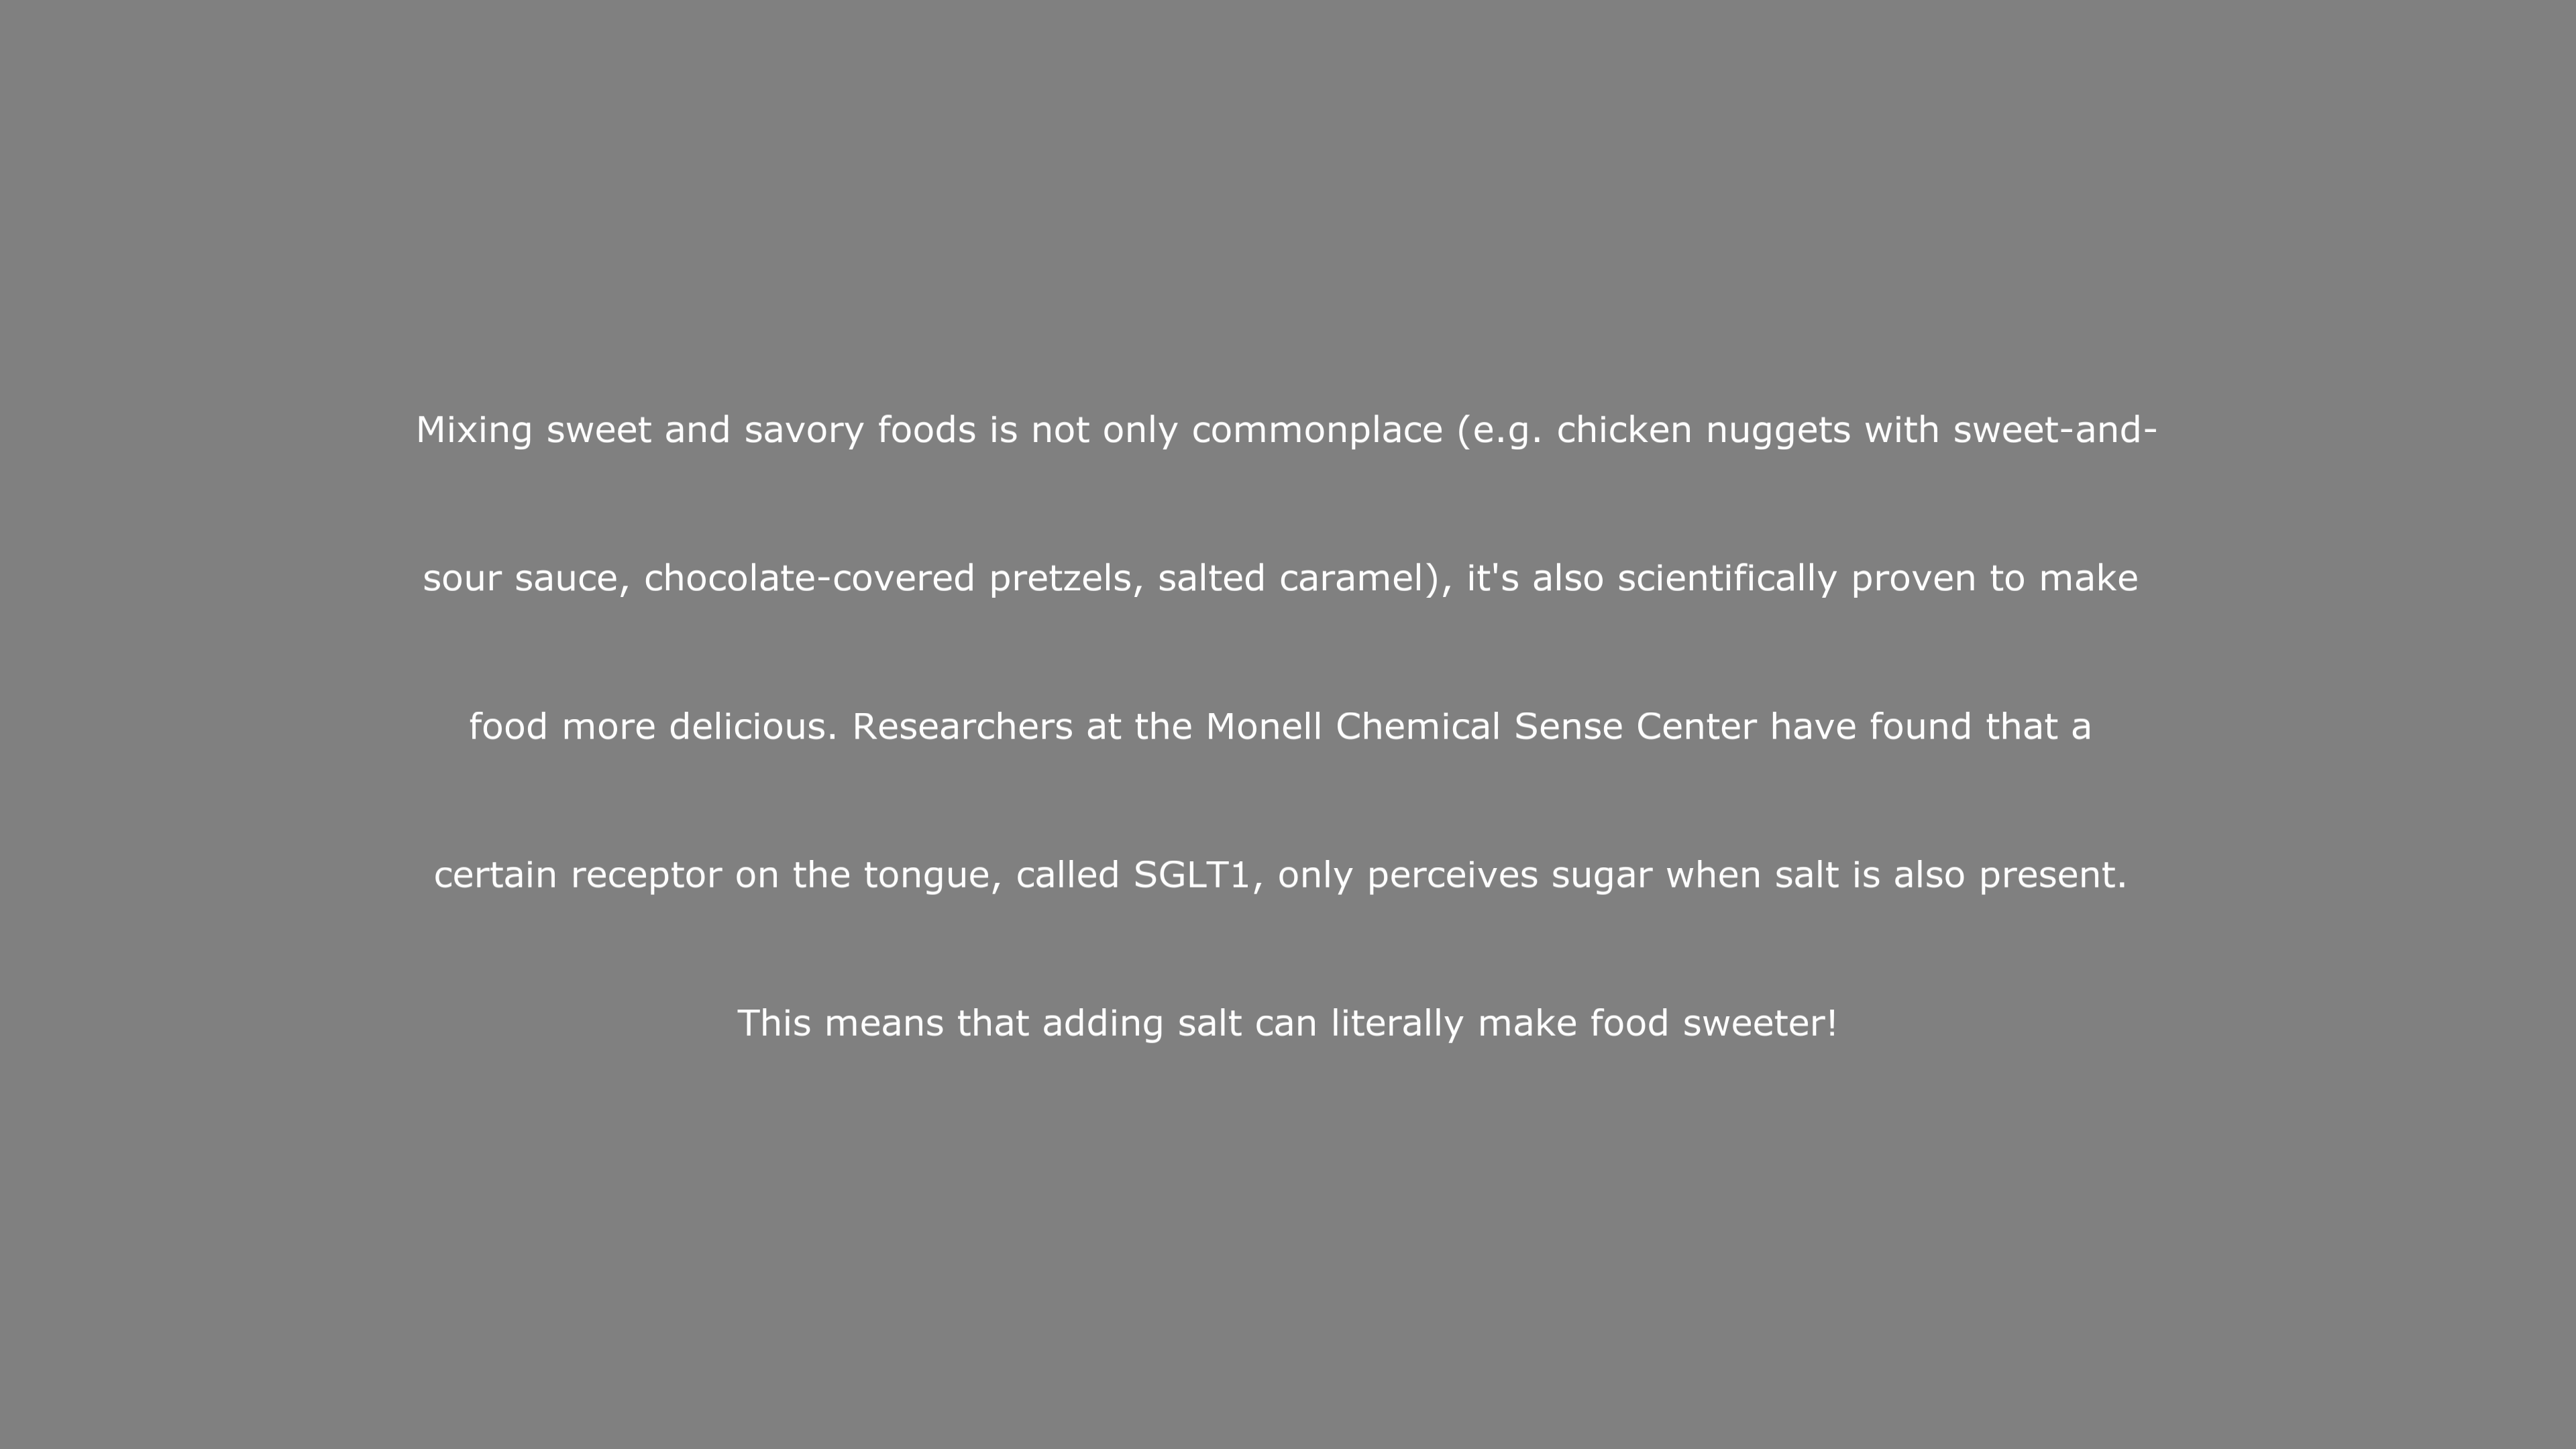 Mixing sweet and savory foods is not only commonplace (e.g. chicken nuggets with sweet-and-
sour sauce, chocolate-covered pretzels, salted caramel), it's also scientifically proven to make
food more delicious. Researchers at the Monell Chemical Sense Center have found that a
certain receptor on the tongue, called SGLT1, only perceives sugar when salt is also present.
This means that adding salt can literally make food sweeter!